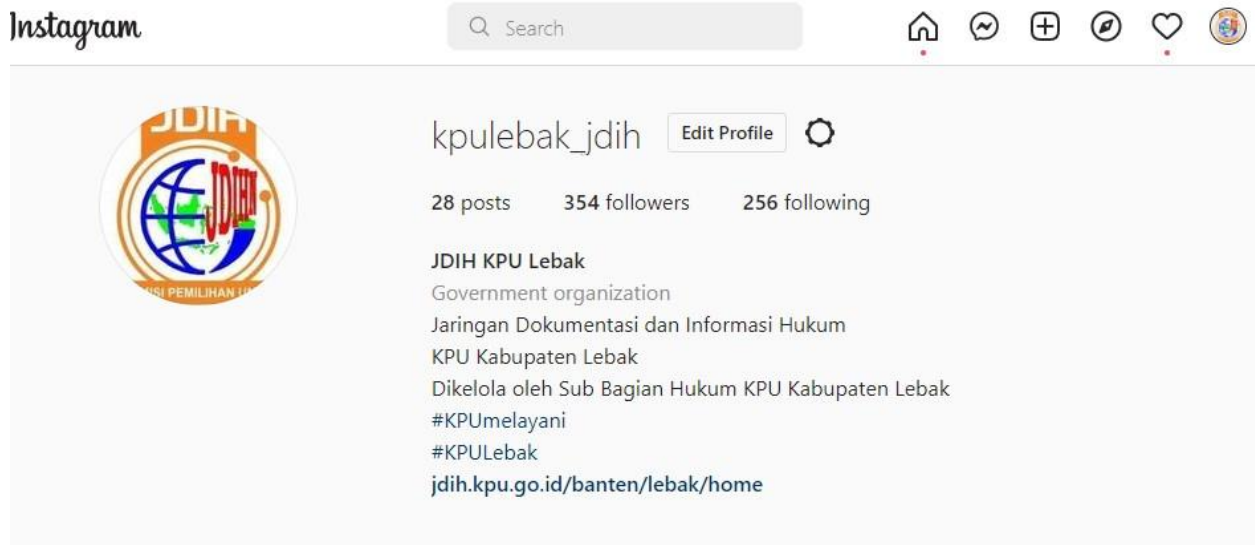 Instagram
Search
kpulebak_jdih Edit Profile
28 posts 354 followers 256 following
JDIH KPU Lebak
Government organization
Jaringan Dokumentasi dan Informasi Hukum
KPU Kabupaten Lebak
Dikelola oleh Sub Bagian Hukum KPU Kabupaten Lebak
#KPUmelayani
#KPULebak
jdih.kpu.go.id/banten/lebak/home
JDIH
JDIHN
PEMILIHAN